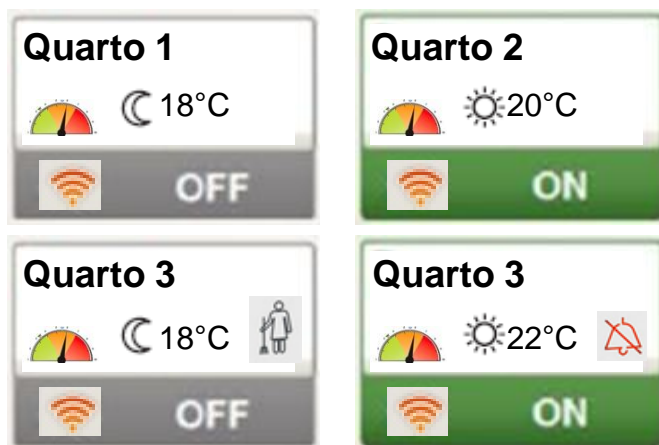 Quarto 1
18°C
OFF
Quarto 2
20°C
ON
Quarto 3
18°C
OFF
Quarto 3
22°C
ON